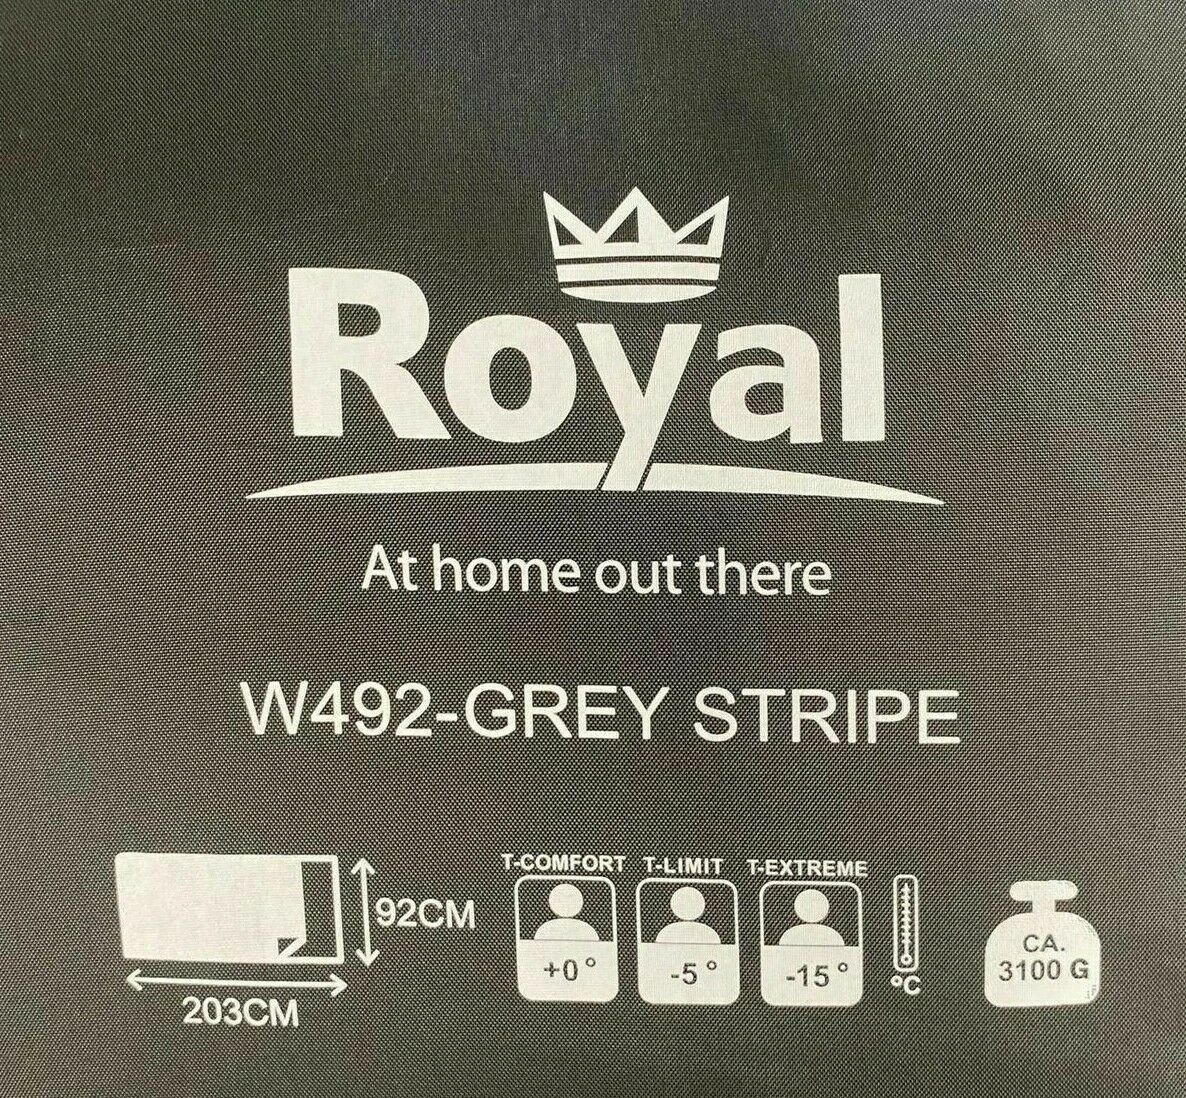 Royal
At home out there
W492-GREY STRIPE
92CM
203CM
T-COMFORT T-LIMIT T-EXTREME
+0° -5° -15°
°C
CA.
3100 G